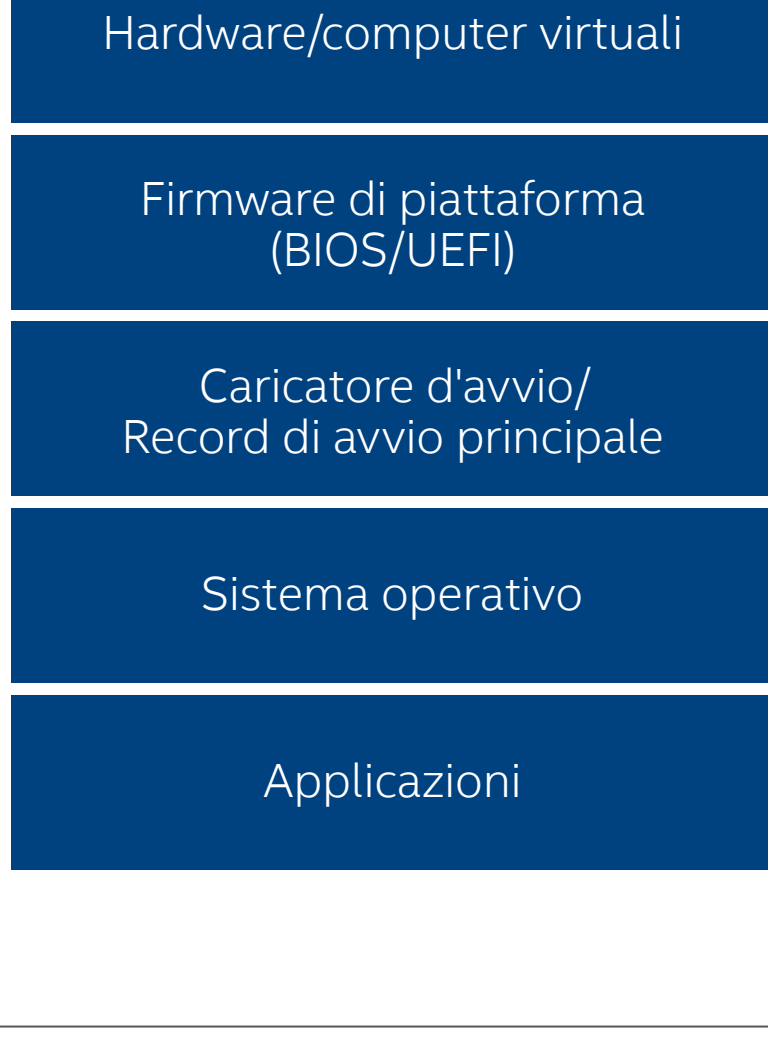 Hardware/computer virtuali
Firmware di piattaforma
(BIOS/UEFI)
Caricatore d'avvio/
Record di avvio principale
Sistema operativo
Applicazioni